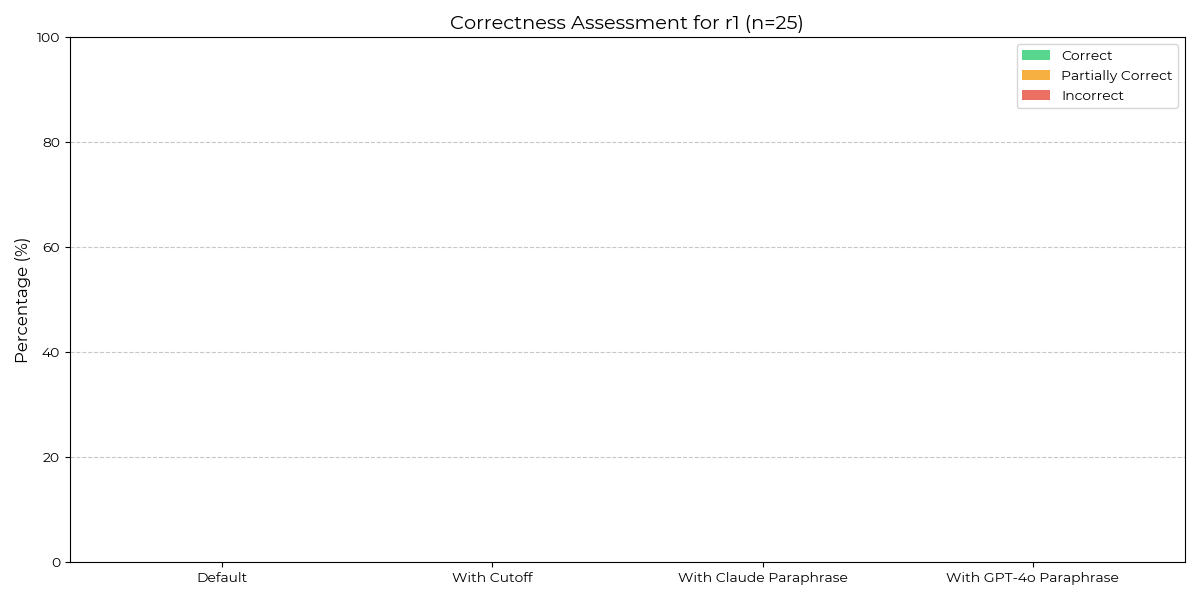 Correctness Assessment for r1 (n=25)
Correct
Partially Correct
Incorrect
Percentage (%)
100
80
60
40
20
0
Default
With Cutoff
With Claude Paraphrase
With GPT-4o Paraphrase